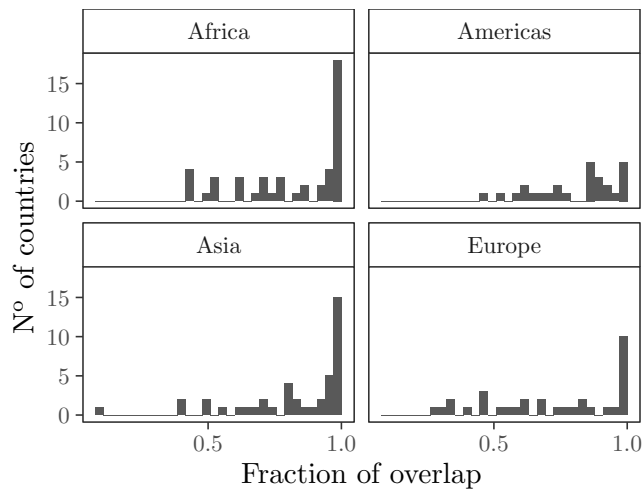 Africa
Americas
15
10
5
0
Asia
Europe
15
10
5
0
0.5
1.0
0.5
1.0
Nº of countries
Fraction of overlap